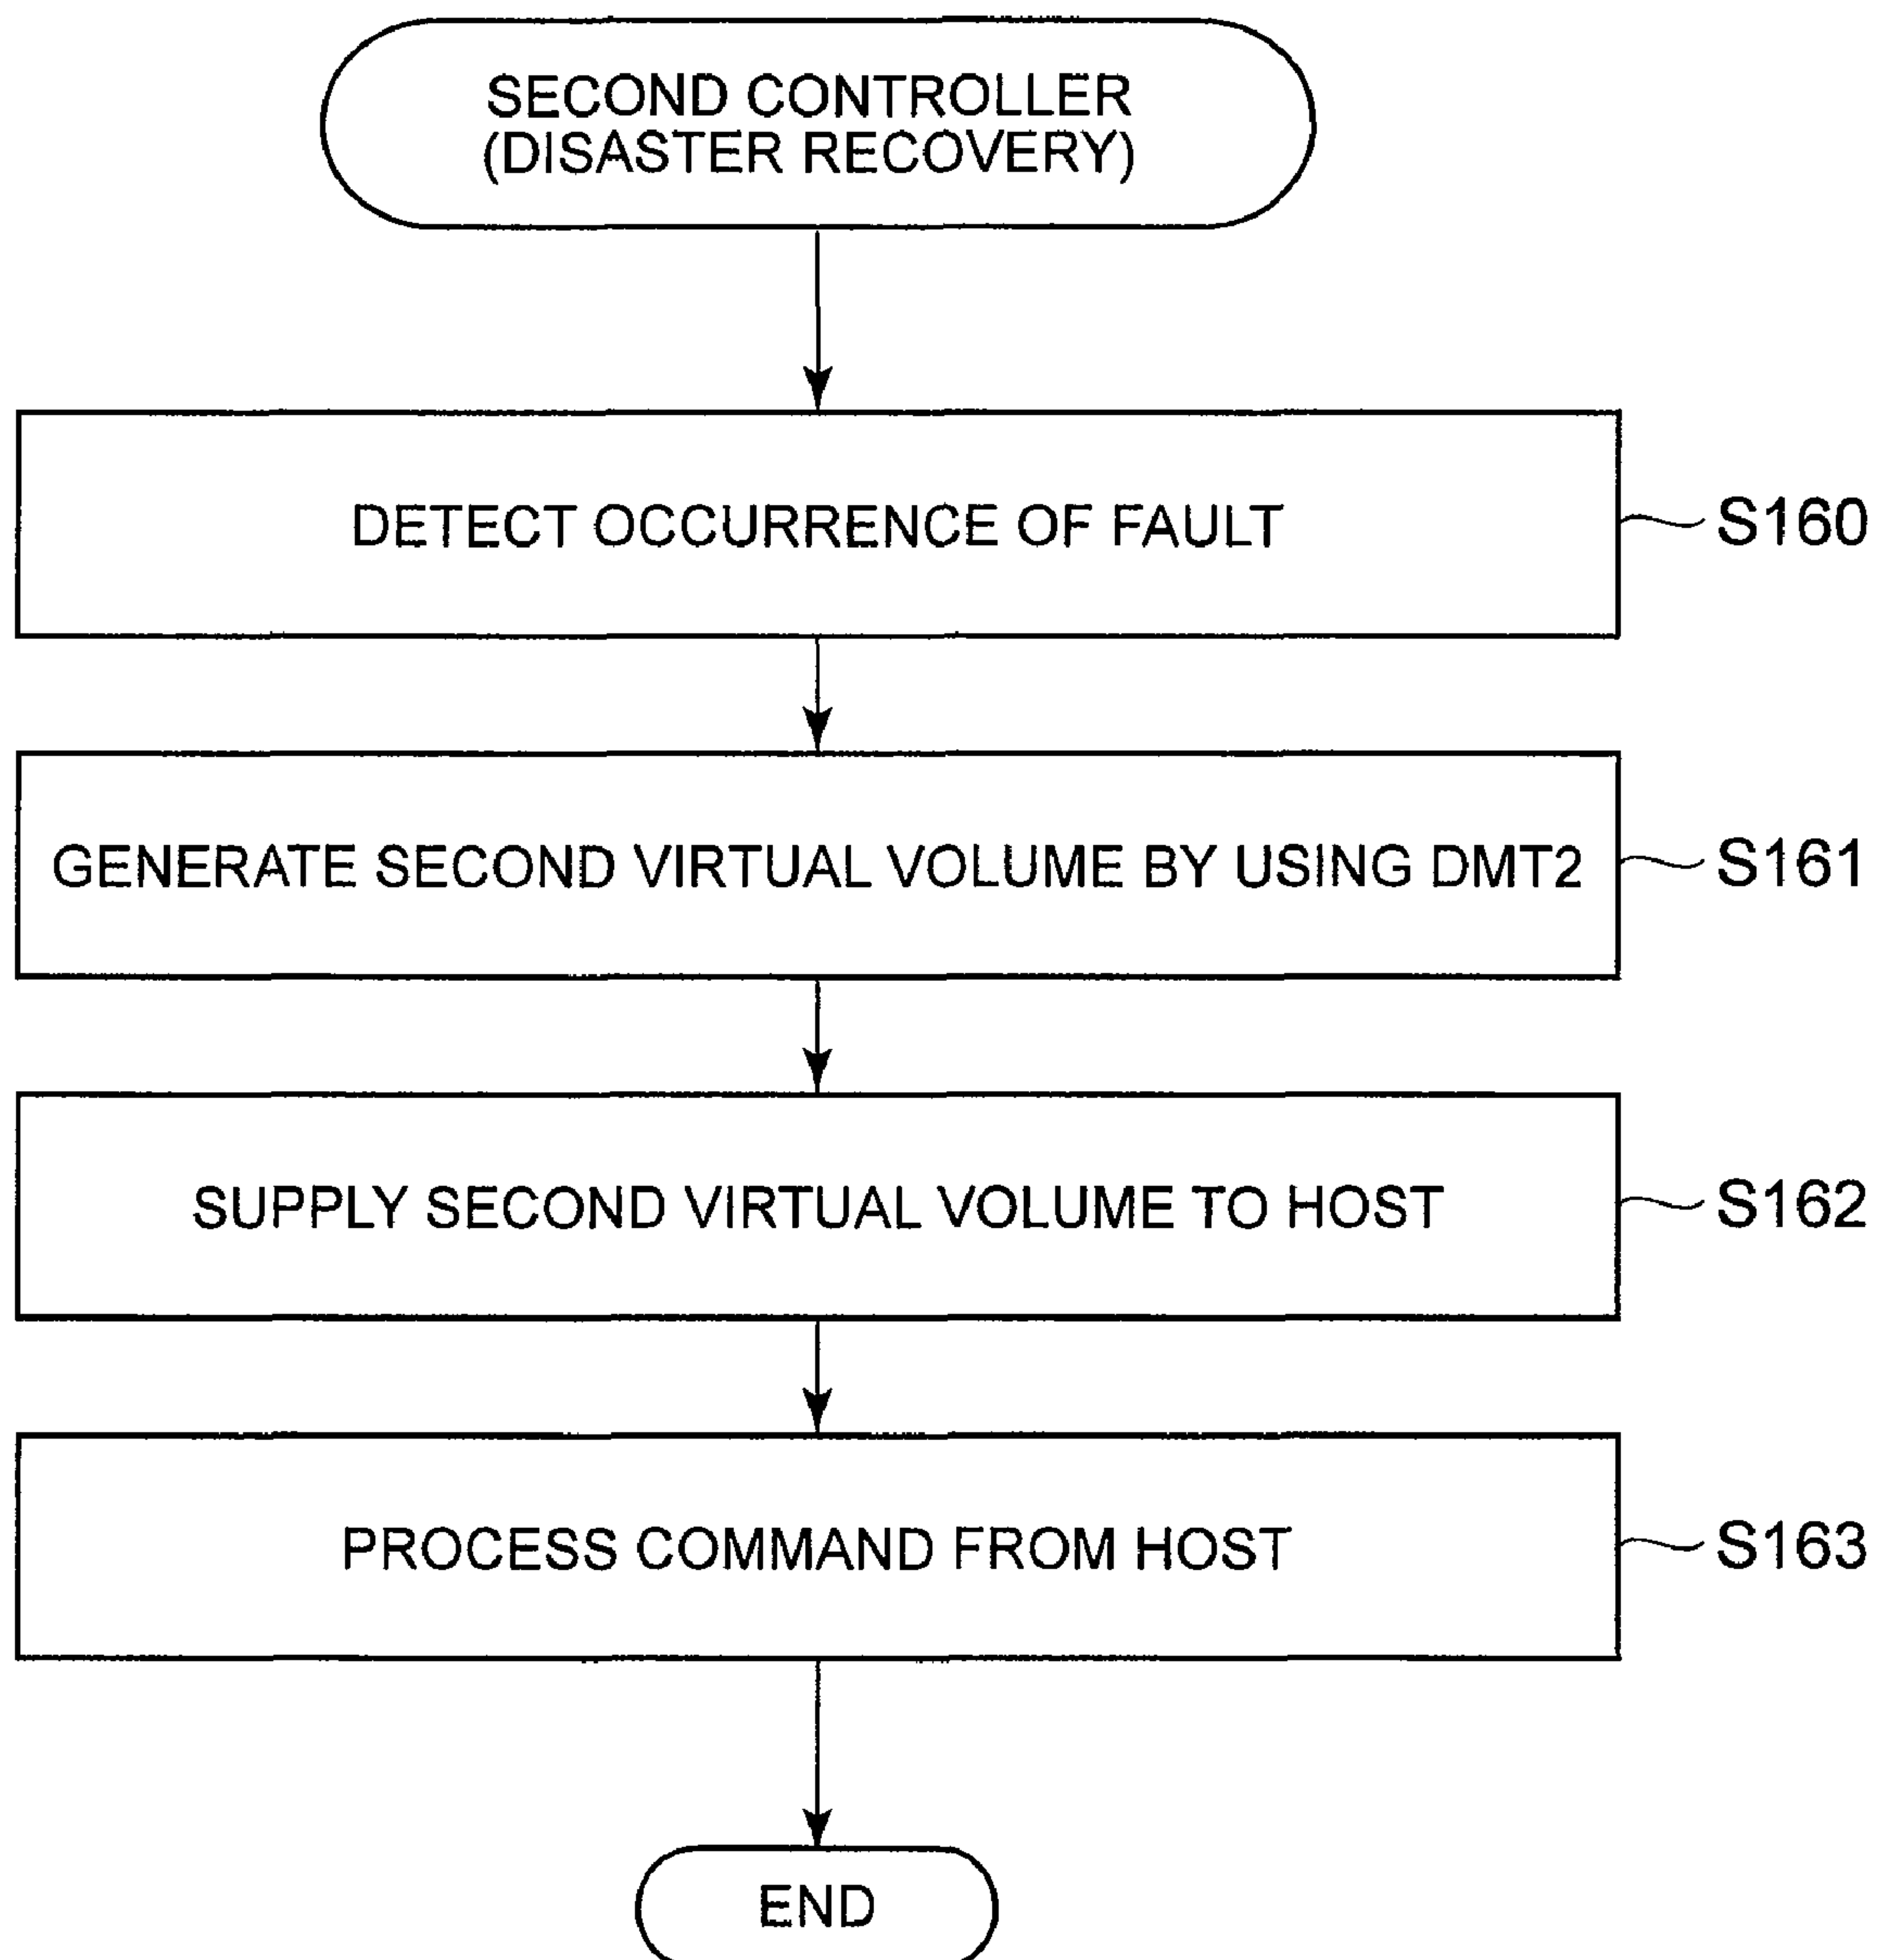 SECOND CONTROLLER
(DISASTER RECOVERY)
DETECT OCCURRENCE OF FAULT
S160
GENERATE SECOND VIRTUAL VOLUME BY USING DMT2
S161
SUPPLY SECOND VIRTUAL VOLUME TO HOST
S162
PROCESS COMMAND FROM HOST
S163
END